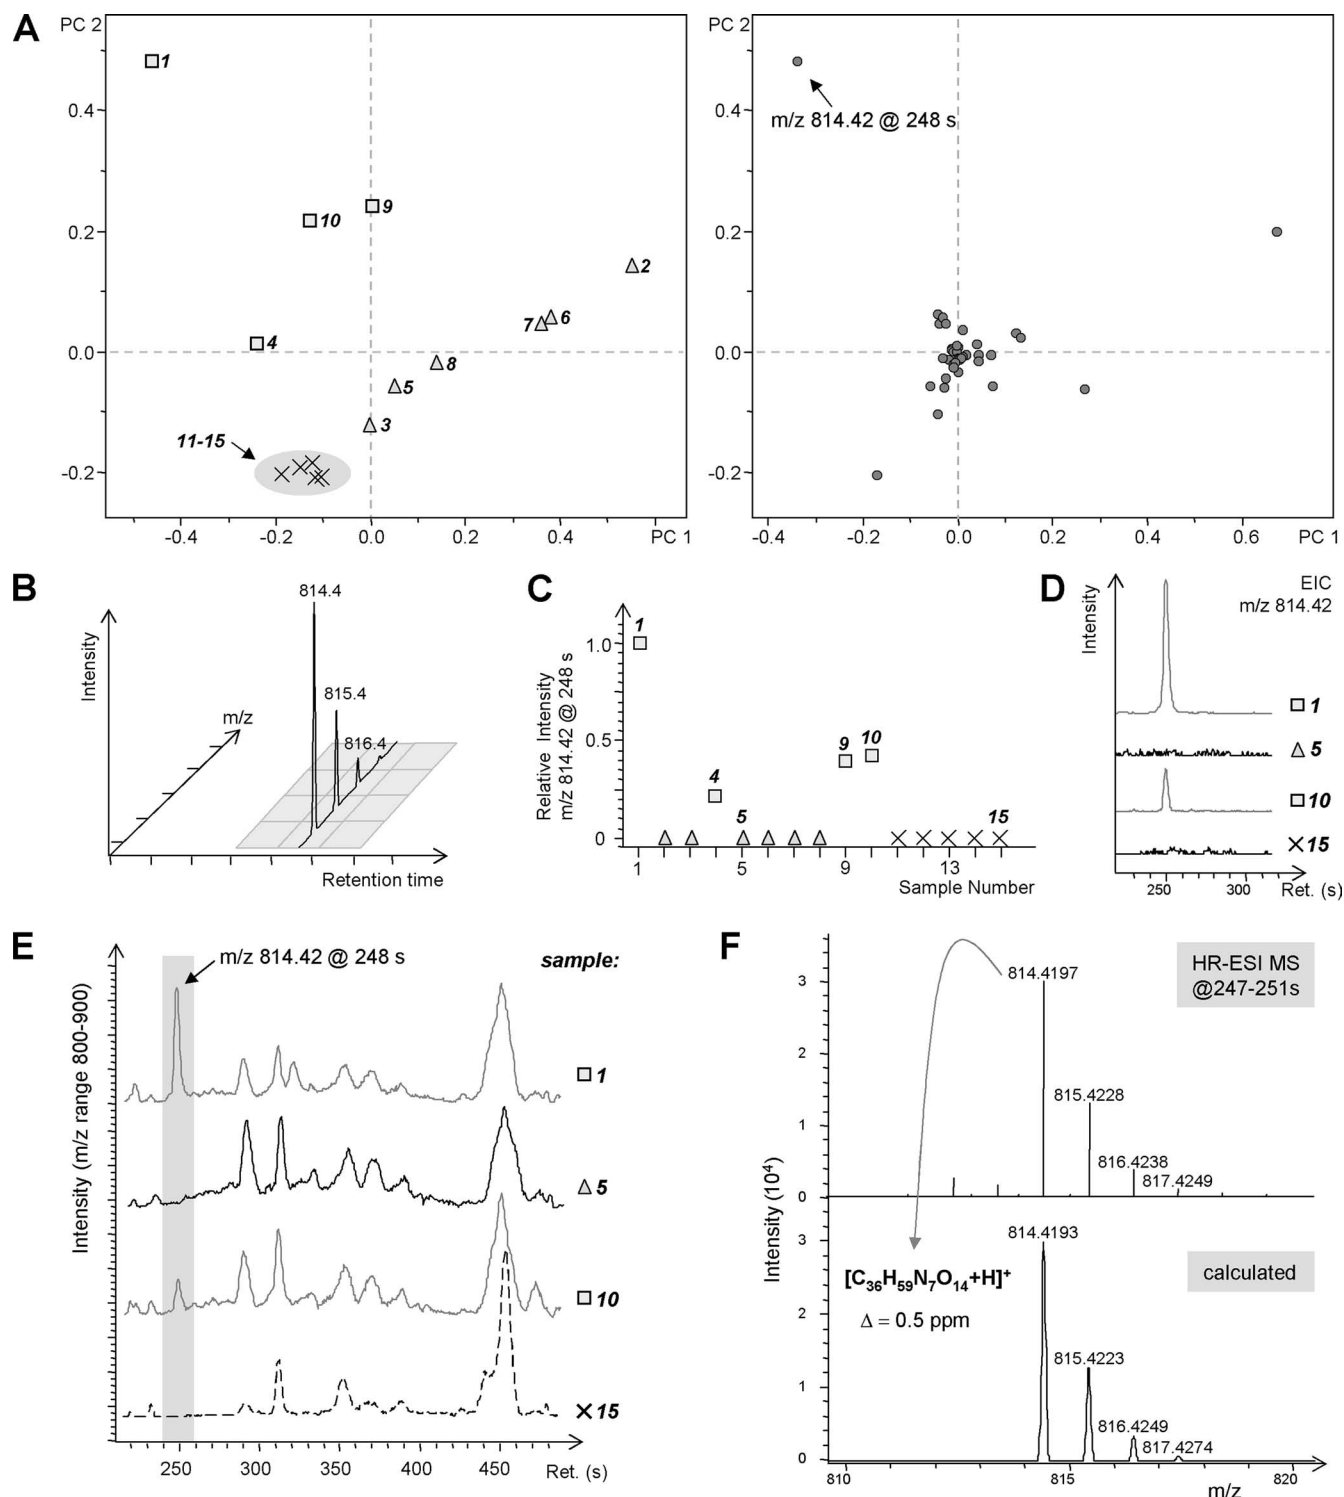 A
PC 2
0.4
0.2
0.0
-0.2
-0.4
-0.2
0.0
0.2
0.4
PC 1
1
10
9
2
7
6
4
8
5
3
11-15
PC 2
m/z 814.42 @ 248 s
0.4
0.2
0.0
-0.2
-0.4
-0.2
0.0
0.2
0.4
0.6
PC 1
B
Intensity
m/z
814.4
815.4
816.4
Retention time
C
Relative Intensity
m/z 814.42 @ 248 s
1.0
0.5
0
1
4
5
9
10
15
1
5
9
13
Sample Number
D
EIC
m/z 814.42
Intensity
1
5
10
15
250
300
Ret. (s)
E
m/z 814.42 @ 248 s
sample:
Intensity (m/z range 800-900)
1
5
10
15
250
300
350
400
450
Ret. (s)
F
HR-ESI MS
@247-251s
Intensity (10⁴)
3
2
1
0
814.4197
815.4228
816.4238
817.4249
3
2
1
0
814.4193
calculated
[C₃₆H₅₉N₇O₁₄+H]⁺
Δ = 0.5 ppm
815.4223
816.4249
817.4274
810
815
820
m/z